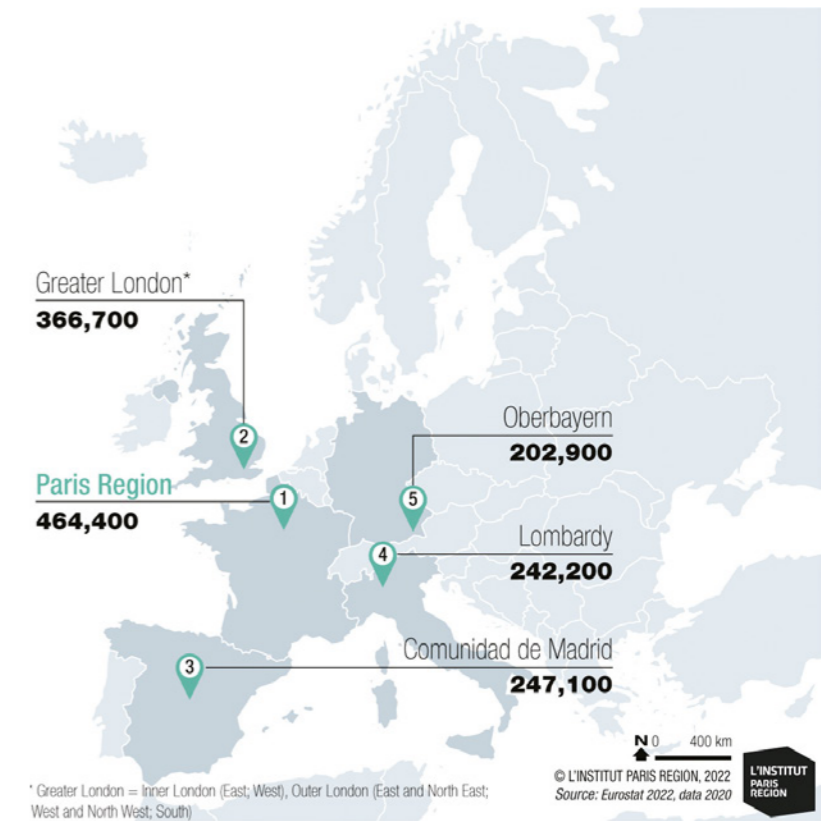 Greater London*
366,700
2
Oberbayern
202,900
Paris Region
464,400
1
5
Lombardy
242,200
4
Comunidad de Madrid
247,100
3
N 0 400 km
© L'INSTITUT PARIS REGION, 2022
Source: Eurostat 2022, data 2020
L'INSTITUT
PARIS
REGION
* Greater London = Inner London (East; West), Outer London (East and North East;
West and North West; South)